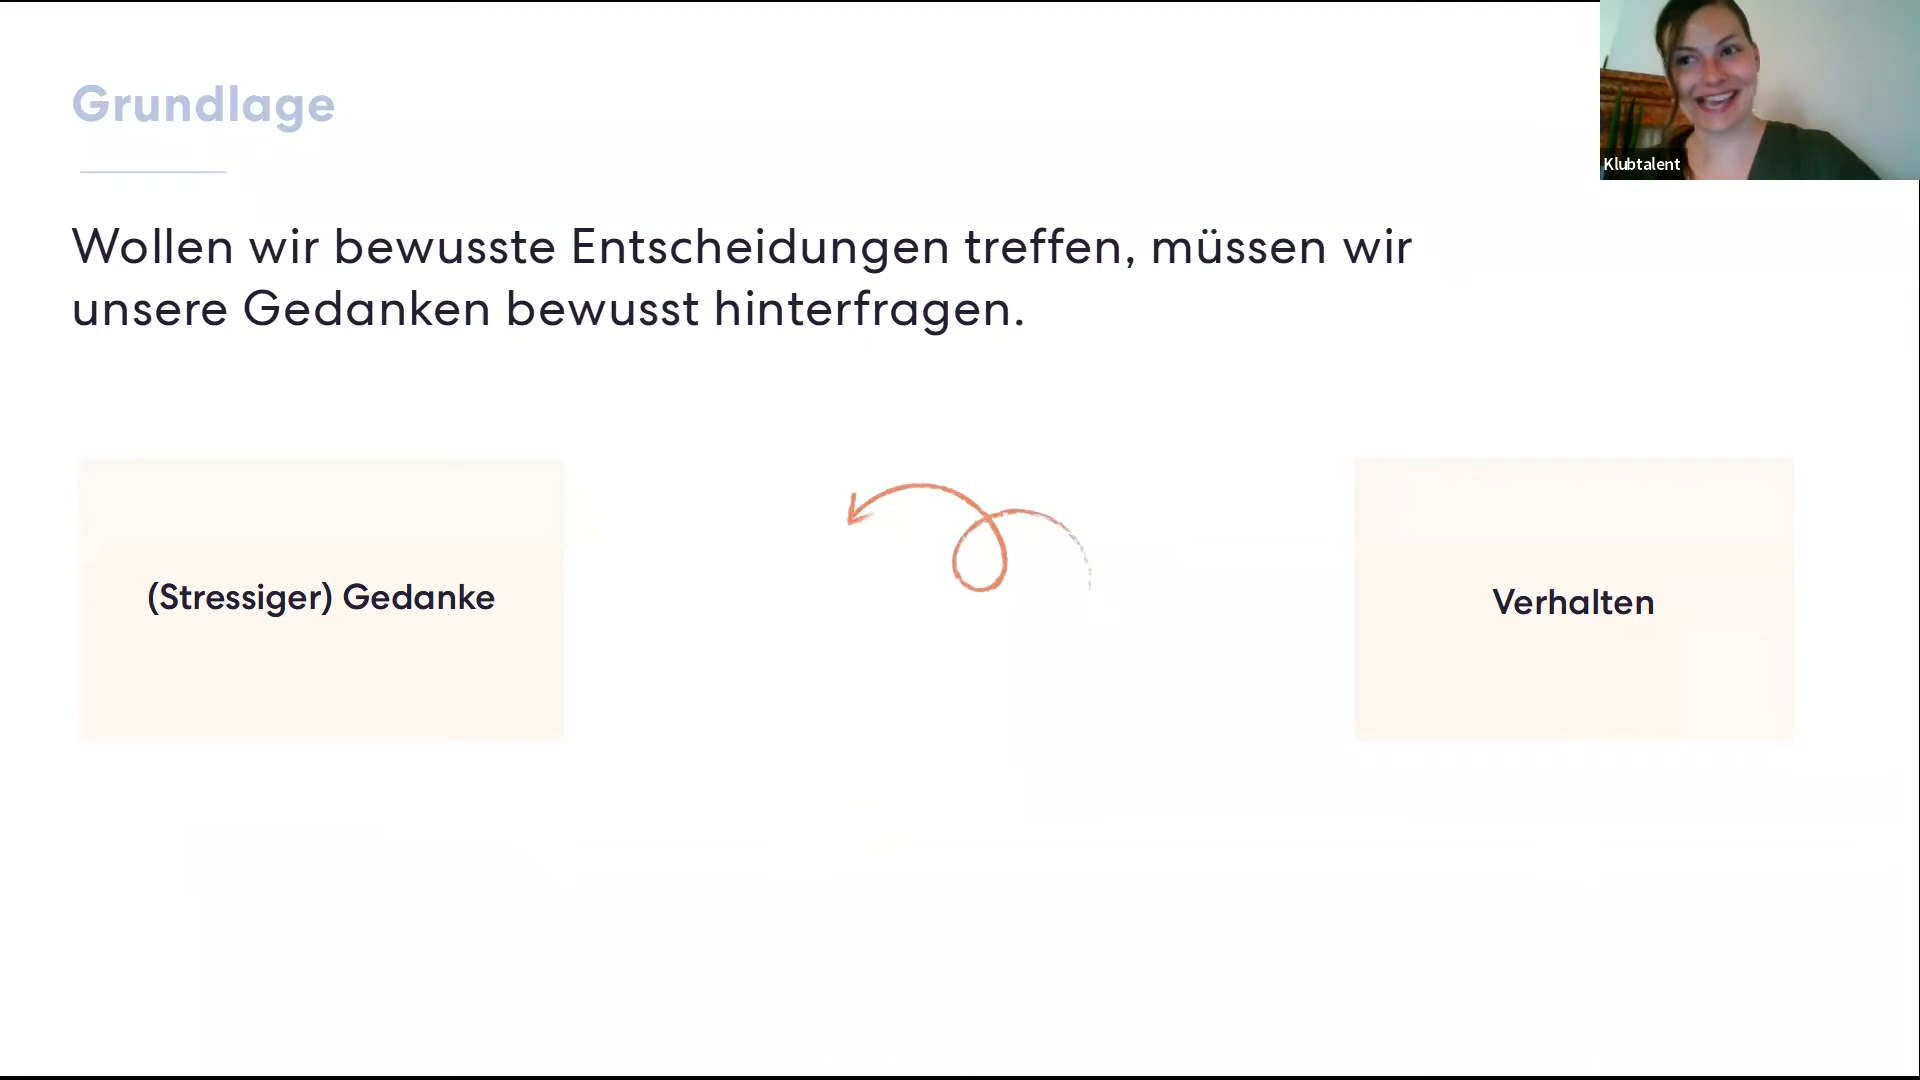 Grundlage
Klubtalent
Wollen wir bewusste Entscheidungen treffen, müssen wir
unsere Gedanken bewusst hinterfragen.
(Stressiger) Gedanke
Verhalten